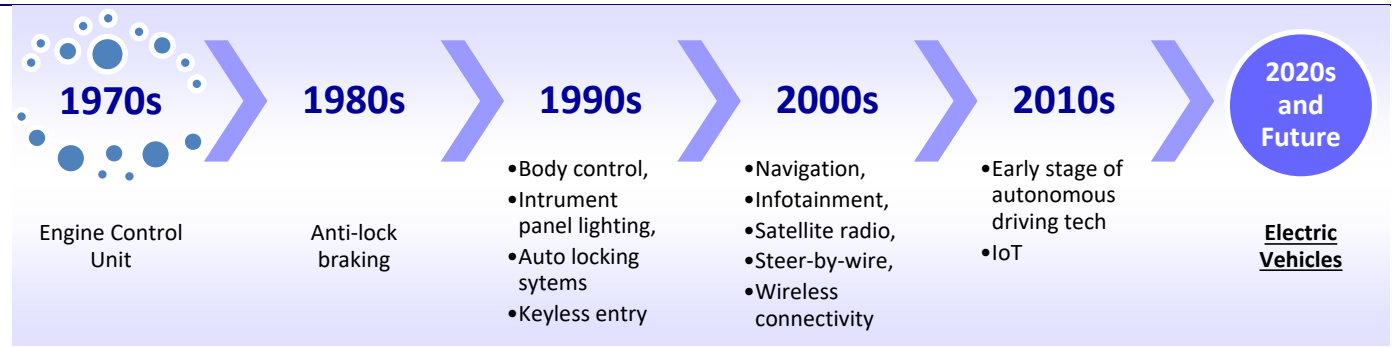 1970s
Engine Control
Unit
1980s
Anti-lock
braking
1990s
•Body control,
•Intrument
panel lighting,
•Auto locking
sytems
•Keyless entry
2000s
•Navigation,
•Infotainment,
•Satellite radio,
•Steer-by-wire,
•Wireless
connectivity
2010s
•Early stage of
autonomous
driving tech
•IoT
2020s
and
Future
Electric
Vehicles